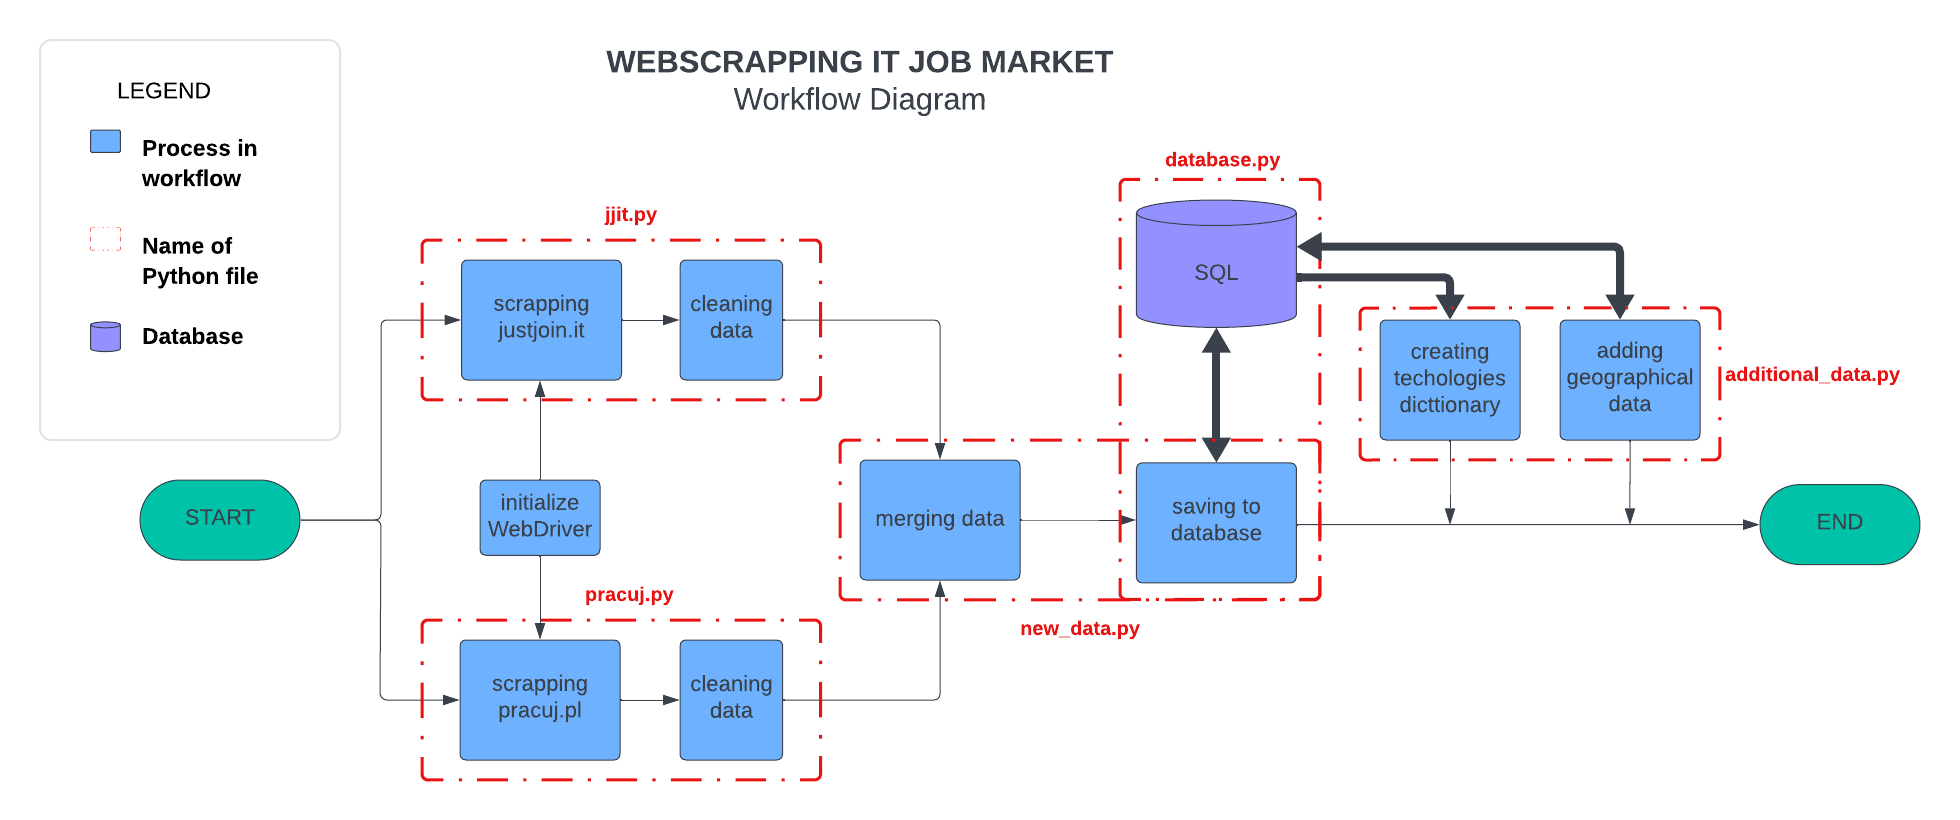 WEBSCRAPPING IT JOB MARKET
Workflow Diagram
LEGEND
Process in
workflow
Name of
Python file
Database
database.py
jjit.py
scrapping
justjoin.it
cleaning
data
SQL
creating
techologies
dicttionary
adding
geographical
data
additional_data.py
START
initialize
WebDriver
merging data
saving to
database
END
pracuj.py
new_data.py
scrapping
pracuj.pl
cleaning
data